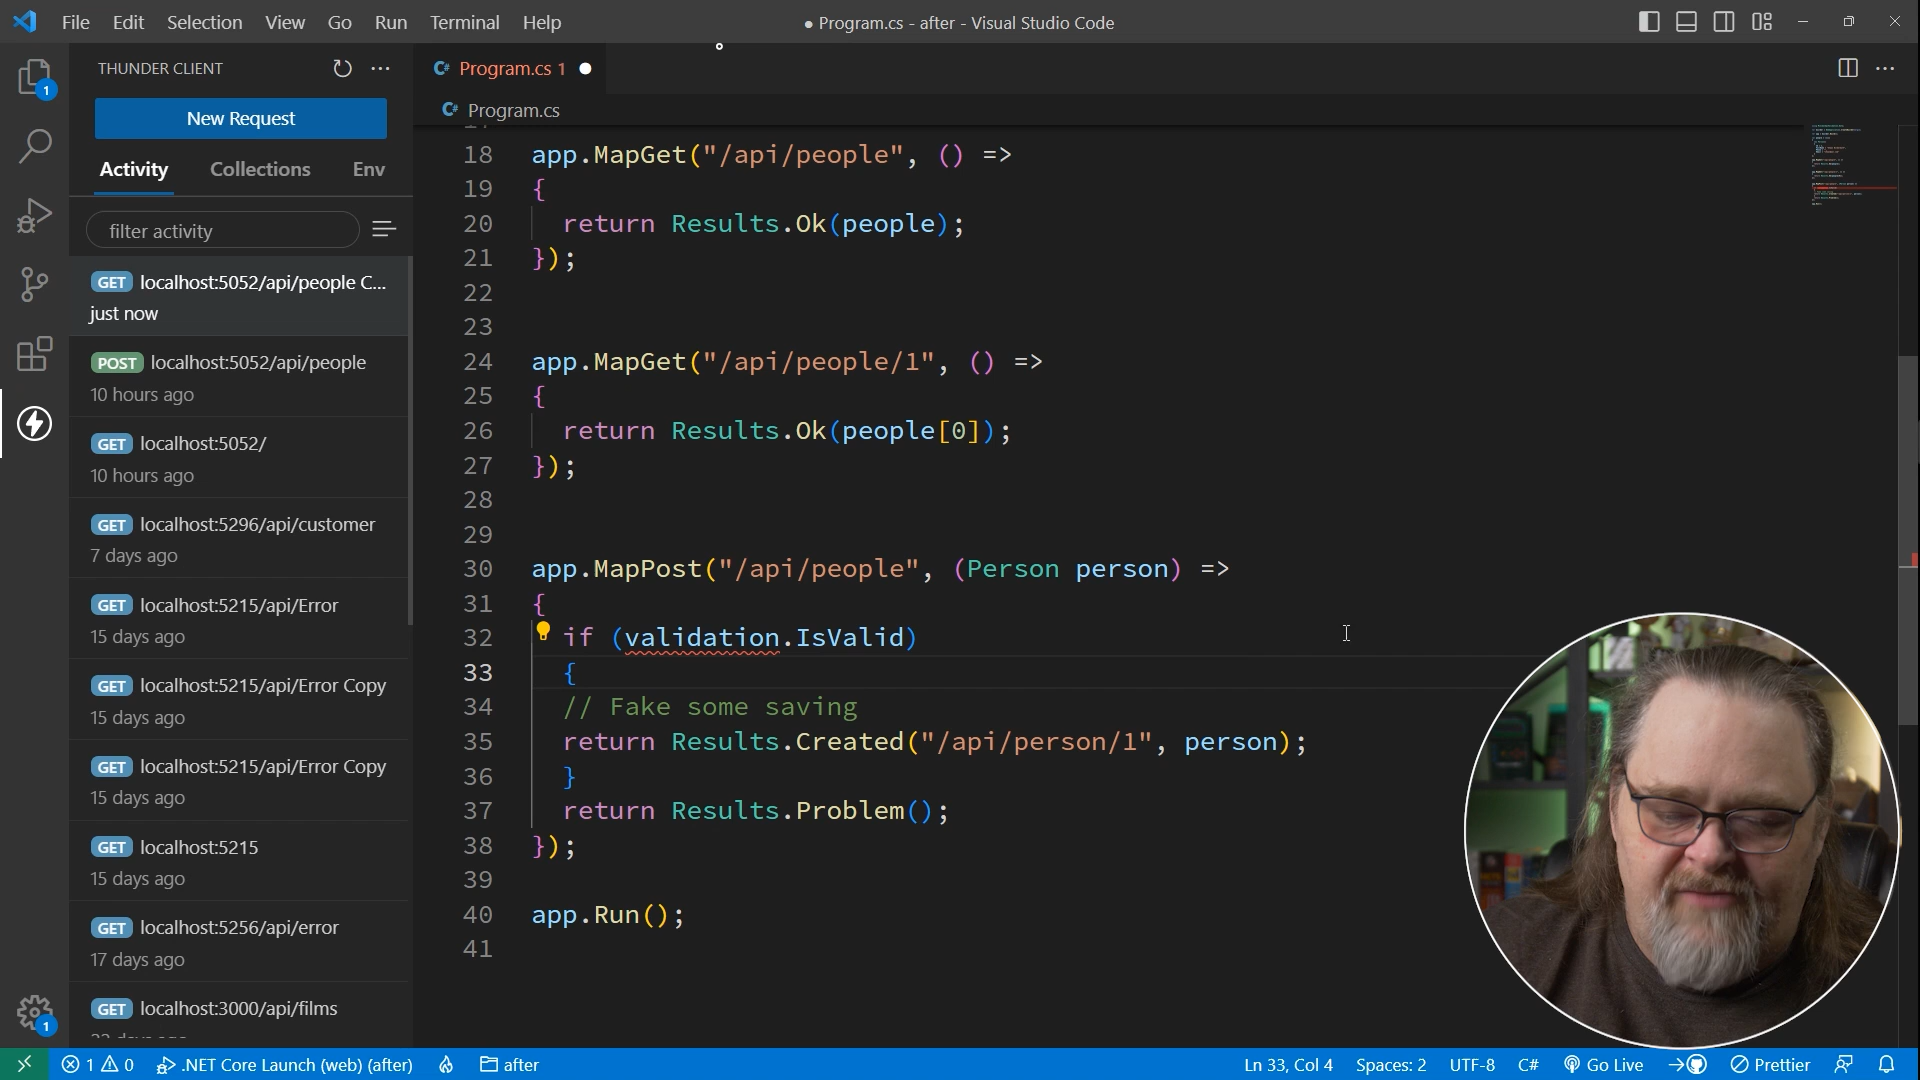 File Edit Selection View Go Run Terminal Help
● Program.cs - after - Visual Studio Code
THUNDER CLIENT
New Request
Activity Collections Env
filter activity
GET localhost:5052/api/people C...
just now
POST localhost:5052/api/people
10 hours ago
GET localhost:5052/
10 hours ago
GET localhost:5296/api/customer
7 days ago
GET localhost:5215/api/Error
15 days ago
GET localhost:5215/api/Error Copy
15 days ago
GET localhost:5215/api/Error Copy
15 days ago
GET localhost:5215
15 days ago
GET localhost:5256/api/error
17 days ago
GET localhost:3000/api/films
1
1
C# Program.cs 1
C# Program.cs
18 app.MapGet("/api/people", () =>
19 {
20 return Results.Ok(people);
21 });
22
23
24 app.MapGet("/api/people/1", () =>
25 {
26 return Results.Ok(people[0]);
27 });
28
29
30 app.MapPost("/api/people", (Person person) =>
31 {
32 if (validation.IsValid)
33 {
34 // Fake some saving
35 return Results.Created("/api/person/1", person);
36 }
37 return Results.Problem();
38 });
39
40 app.Run();
41
1 0 .NET Core Launch (web) (after) after
Ln 33, Col 4 Spaces: 2 UTF-8 C# Go Live Prettier